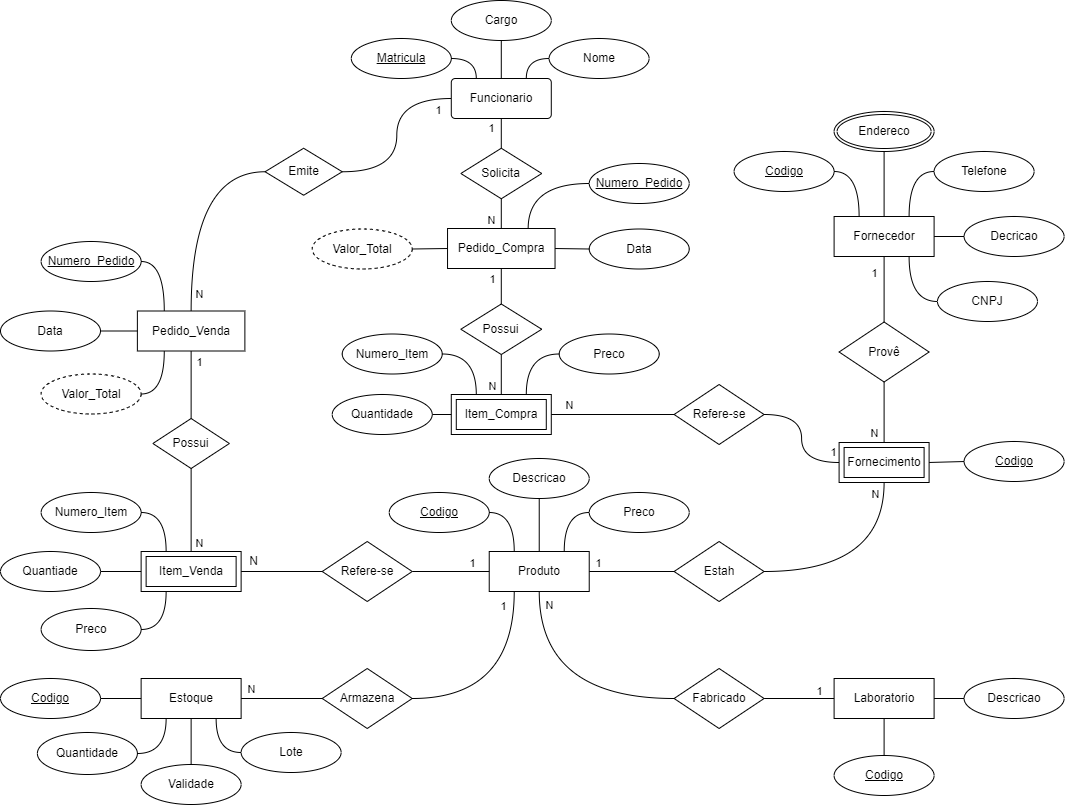 Cargo
Matricula
Nome
Funcionario
1
1
Emite
Solicita
N
Numero_Pedido
Valor_Total
Pedido_Compra
Data
1
Endereco
Codigo
Telefone
Fornecedor
Decricao
1
CNPJ
Provê
N
Numero_Pedido
N
Data
Pedido_Venda
1
Valor_Total
Possui
Possui
Numero_Item
Preco
N
Quantidade
Item_Compra
N
Refere-se
1
Fornecimento
Codigo
N
Descricao
Codigo
Preco
Numero_Item
N
Quantiade
Item_Venda
N
Refere-se
1
Produto
1
Estah
Preco
1
N
Codigo
Estoque
N
Armazena
Fabricado
1
Laboratorio
Descricao
Quantidade
Lote
Validade
Codigo